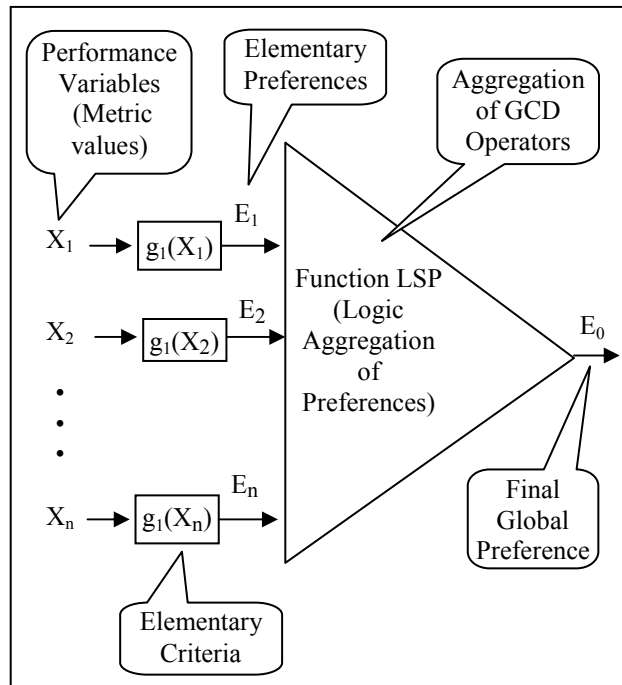 Performance
Variables
(Metric
values)
Elementary
Preferences
Aggregation
of GCD
Operators
X₁
g₁(X₁)
E₁
X₂
g₁(X₂)
E₂
•
•
•
Xₙ
g₁(Xₙ)
Eₙ
Function LSP
(Logic
Aggregation
of
Preferences)
E₀
Elementary
Criteria
Final
Global
Preference